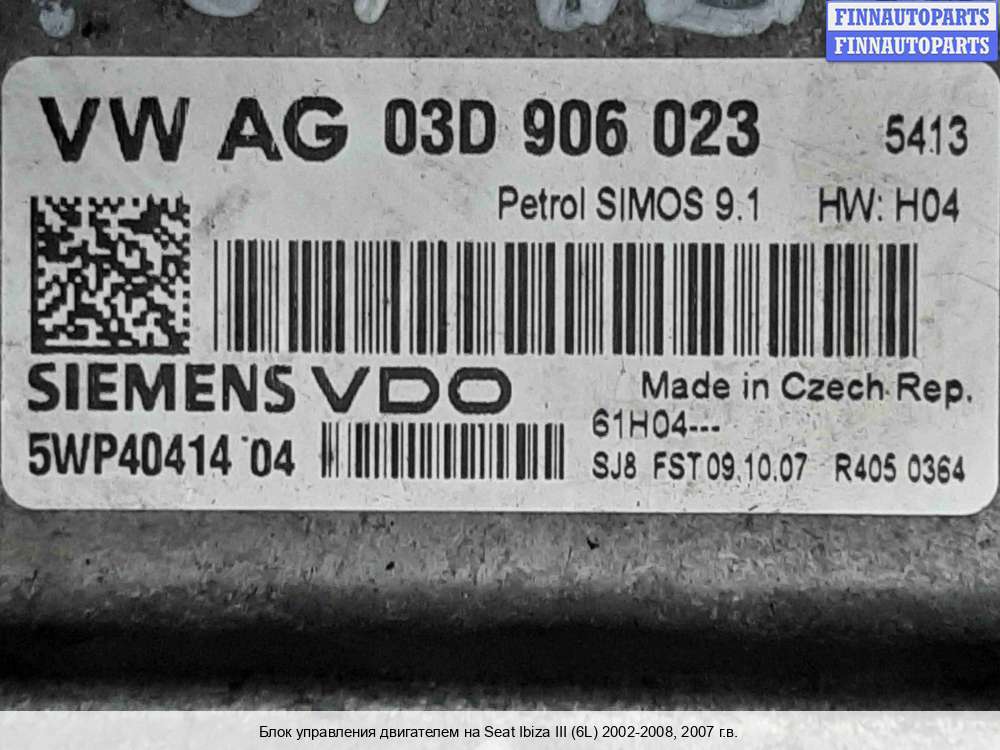 FINNAUTOPARTS
FINNAUTOPARTS
VW AG 03D 906 023 5413
Petrol SIMOS 9.1 HW: H04
SIEMENS VDO Made in Czech Rep.
61H04---
5WP40414 04 SJ8 FST 09.10.07 R405 0364
Блок управления двигателем на Seat Ibiza III (6L) 2002-2008, 2007 г.в.